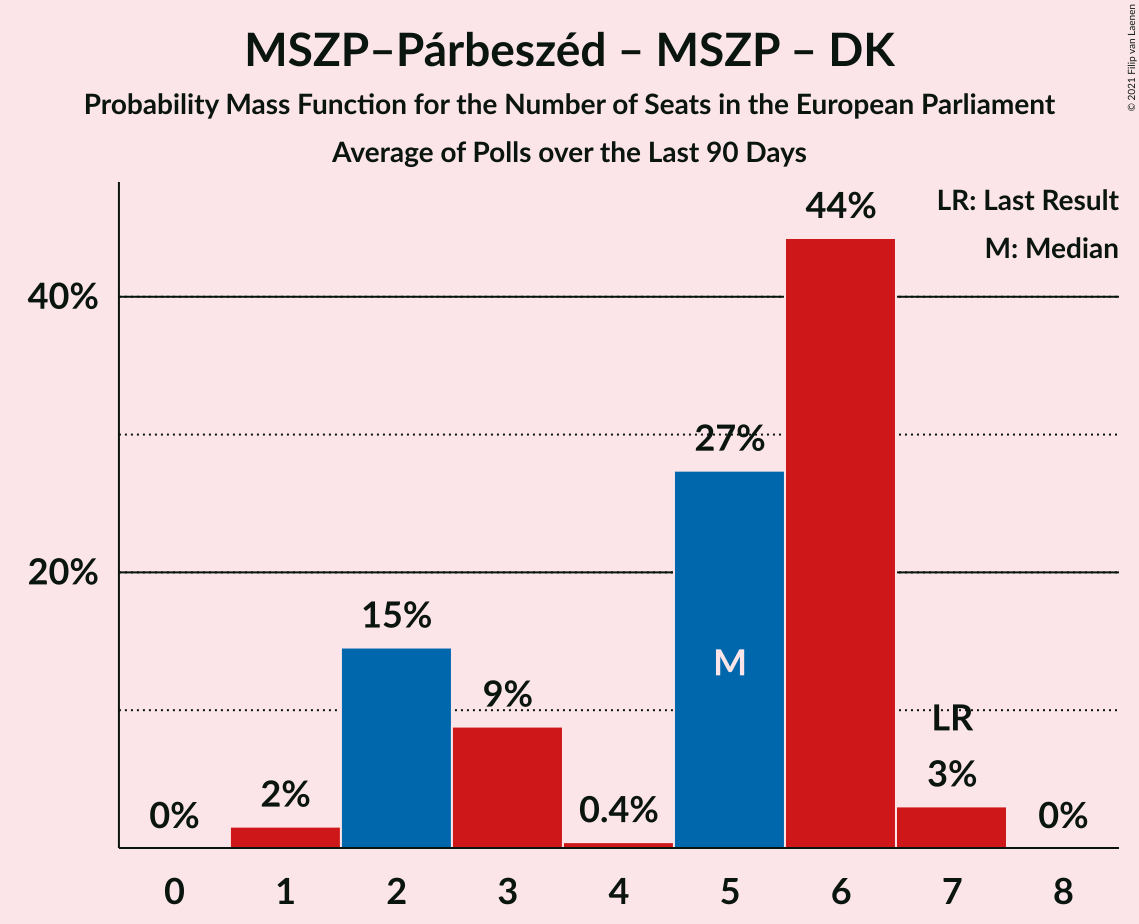 MSZP–Párbeszéd – MSZP – DK
Probability Mass Function for the Number of Seats in the European Parliament
Average of Polls over the Last 90 Days
© 2021 Filip van Laenen
LR: Last Result
M: Median
40%
20%
0%
2%
15%
9%
0.4%
27%
M
44%
LR
3%
0%
0 1 2 3 4 5 6 7 8